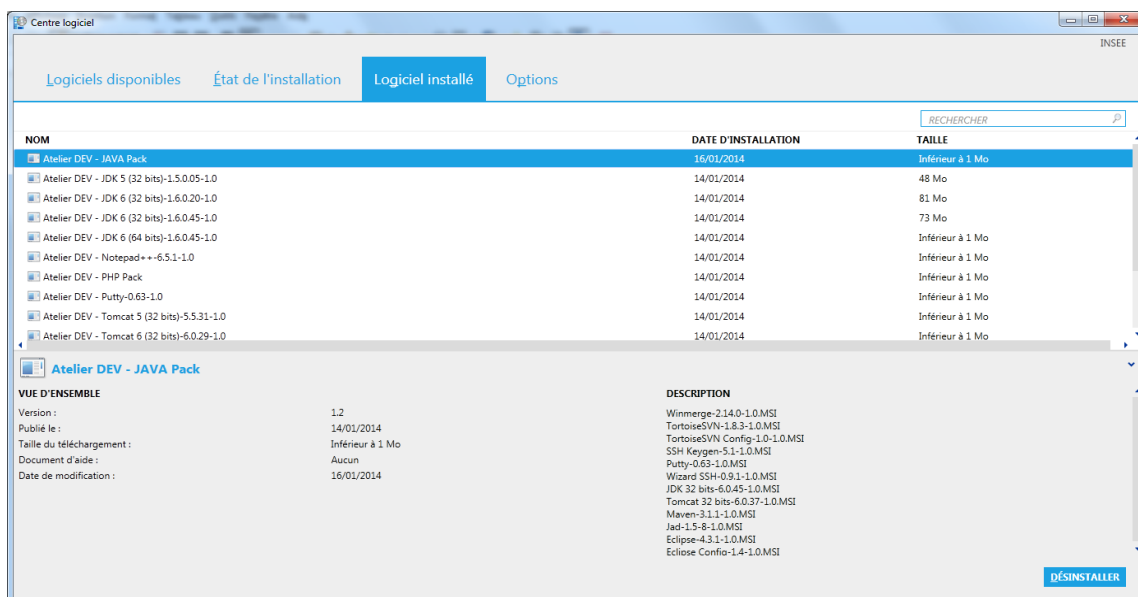 Centre logiciel
INSEE
Logiciels disponibles État de l'installation Logiciel installé Options
RECHERCHER
NOM DATE D'INSTALLATION TAILLE
Atelier DEV - JAVA Pack 16/01/2014 Inférieur à 1 Mo
Atelier DEV - JDK 5 (32 bits)-1.5.0.05-1.0 14/01/2014 48 Mo
Atelier DEV - JDK 6 (32 bits)-1.6.0.20-1.0 14/01/2014 81 Mo
Atelier DEV - JDK 6 (32 bits)-1.6.0.45-1.0 14/01/2014 73 Mo
Atelier DEV - JDK 6 (64 bits)-1.6.0.45-1.0 14/01/2014 Inférieur à 1 Mo
Atelier DEV - Notepad++-6.5.1-1.0 14/01/2014 Inférieur à 1 Mo
Atelier DEV - PHP Pack 14/01/2014 Inférieur à 1 Mo
Atelier DEV - Putty-0.63-1.0 14/01/2014 Inférieur à 1 Mo
Atelier DEV - Tomcat 5 (32 bits)-5.5.31-1.0 14/01/2014 Inférieur à 1 Mo
Atelier DEV - Tomcat 6 (32 bits)-6.0.29-1.0 14/01/2014 Inférieur à 1 Mo
Atelier DEV - JAVA Pack
VUE D'ENSEMBLE DESCRIPTION
Version : 1.2
Publié le : 14/01/2014
Taille du téléchargement : Inférieur à 1 Mo
Document d'aide : Aucun
Date de modification : 16/01/2014
Winmerge-2.14.0-1.0.MSI
TortoiseSVN-1.8.3-1.0.MSI
TortoiseSVN Config-1.0-1.0.MSI
SSH Keygen-5.1-1.0.MSI
Putty-0.63-1.0.MSI
Wizard SSH-0.9.1-1.0.MSI
JDK 32 bits-6.0.45-1.0.MSI
Tomcat 32 bits-6.0.37-1.0.MSI
Maven-3.1.1-1.0.MSI
Jad-1.5-8-1.0.MSI
Eclipse-4.3.1-1.0.MSI
Eclipse Config-1.4-1.0.MSI
DÉSINSTALLER